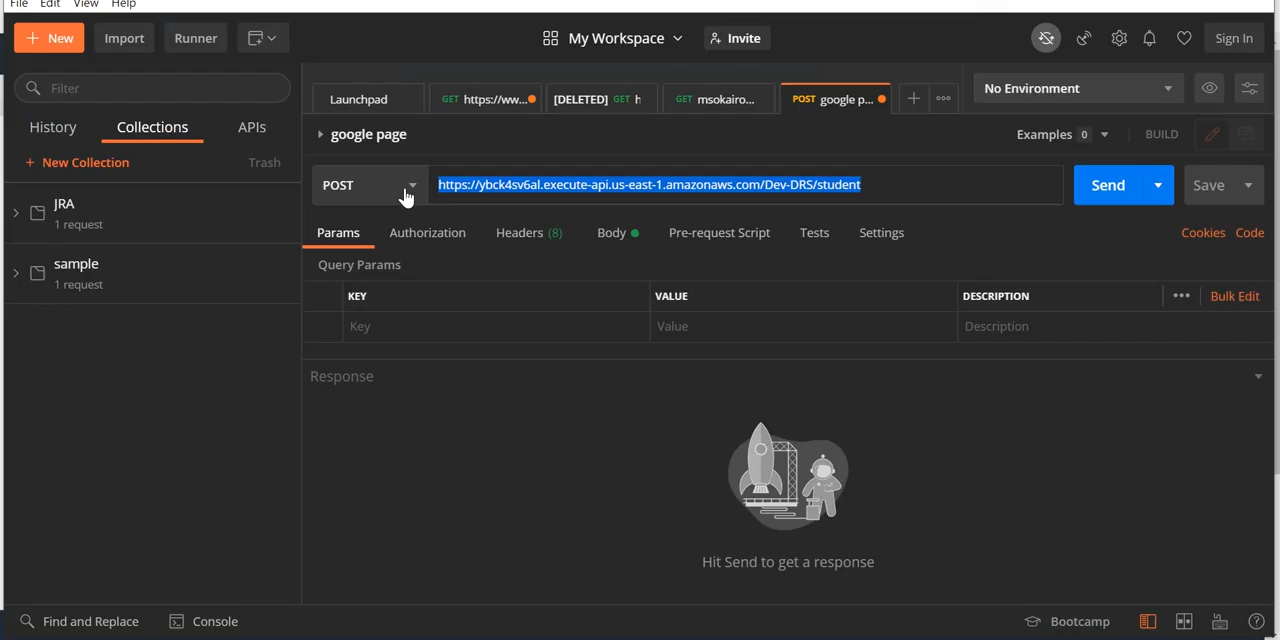 File Edit View Help
+ New Import Runner My Workspace Invite Sign In
Filter
Launchpad GET https://ww... [DELETED] GET h GET msokairo... POST google p... + ••• No Environment
History Collections APIs
google page Examples 0 BUILD
+ New Collection Trash
POST https://ybck4sv6al.execute-api.us-east-1.amazonaws.com/Dev-DRS/student Send Save
JRA
1 request
Params Authorization Headers (8) Body Pre-request Script Tests Settings Cookies Code
sample
1 request
Query Params
KEY VALUE DESCRIPTION ••• Bulk Edit
Key Value Description
Response
Hit Send to get a response
Find and Replace Console Bootcamp